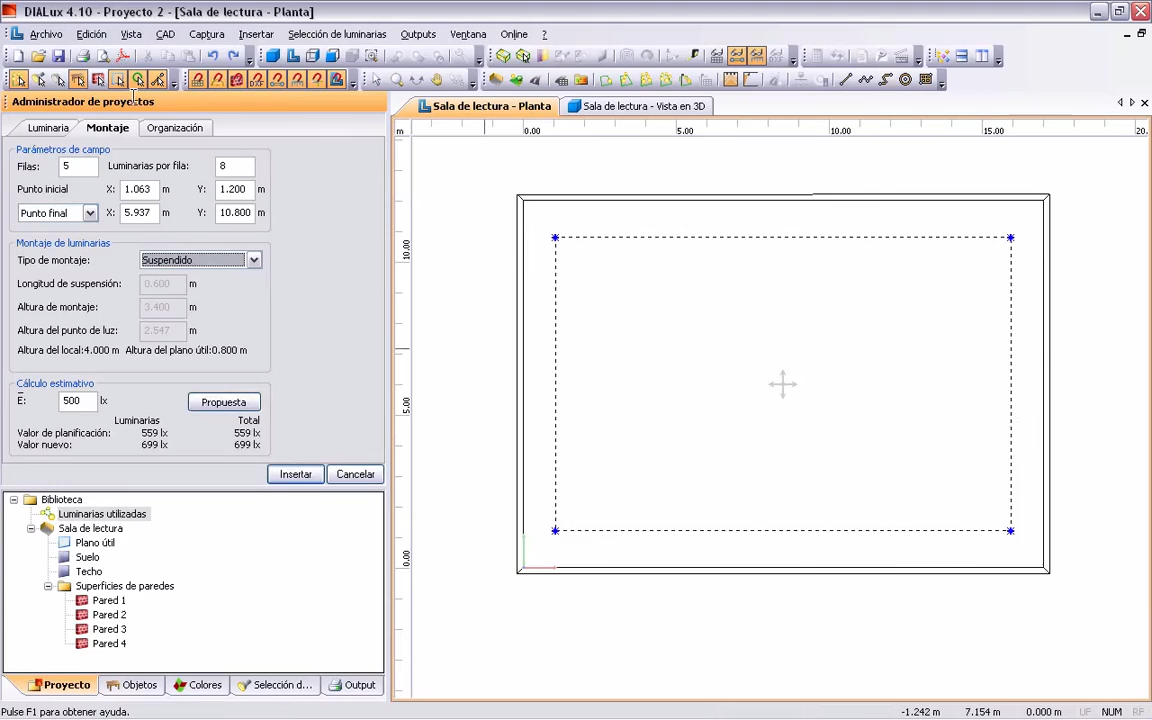 DIALux 4.10 - Proyecto 2 - [Sala de lectura - Planta]
Archivo Edición Vista CAD Captura Insertar Selección de luminarias Outputs Ventana Online ?
Administrador de proyectos
Luminaria Montaje Organización
Parámetros de campo
Filas: 5 Luminarias por fila: 8
Punto inicial X: 1.063 m Y: 1.200 m
Punto final X: 5.937 m Y: 10.800 m
Montaje de luminarias
Tipo de montaje: Suspendido
Longitud de suspensión: 0.600 m
Altura de montaje: 3.400 m
Altura del punto de luz: 2.547 m
Altura del local:4.000 m Altura del plano útil:0.800 m
Cálculo estimativo
E: 500 lx Propuesta
Luminarias Total
Valor de planificación: 559 lx 559 lx
Valor nuevo: 699 lx 699 lx
Insertar Cancelar
Biblioteca
Luminarias utilizadas
Sala de lectura
Plano útil
Suelo
Techo
Superficies de paredes
Pared 1
Pared 2
Pared 3
Pared 4
Proyecto Objetos Colores Selección d... Output
Sala de lectura - Planta Sala de lectura - Vista en 3D
m 0.00 5.00 10.00 15.00 20.
10.00
5.00
0.00
Pulse F1 para obtener ayuda. -1.242 m 7.154 m 0.000 m UF NUM RF